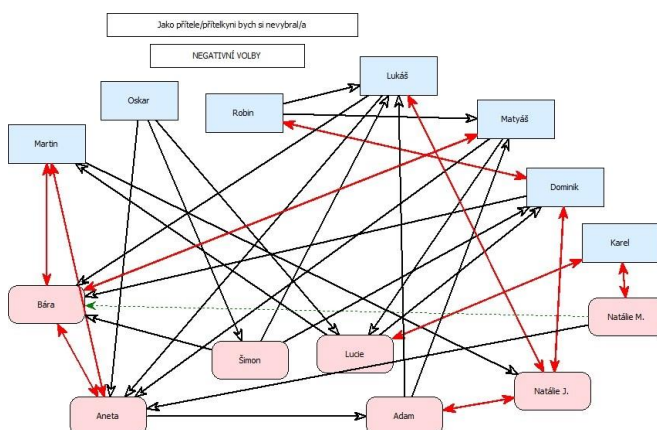 Jako přítele/přítelkyni bych si nevybral/a
NEGATIVNÍ VOLBY
Lukáš
Oskar
Robin
Matyáš
Martin
Dominik
Karel
Bára
Natálie M.
Šimon
Lucie
Natálie J.
Aneta
Adam